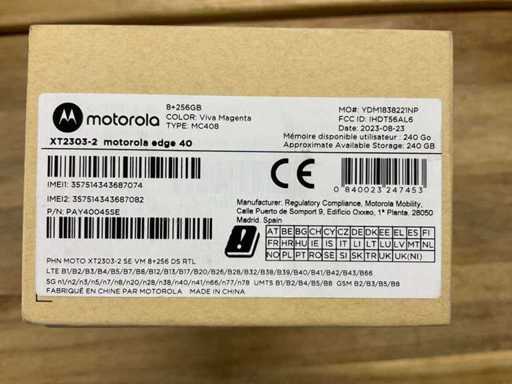 motorola
8+256GB
COLOR: Viva Magenta
TYPE: MC408
MO#: YDM1838221NP
FCC ID: IHDT56AL6
Date: 2023-08-23
XT2303-2 motorola edge 40
Mémoire disponible utilisateur : 240 Go
Approximate Available Storage: 240 GB
IMEI1: 357514343687074
IMEI2: 357514343687082
P/N: PAY40045SE
CE
0 840023 247453
Manufacturer: Regulatory Compliance, Motorola Mobility,
Calle Puerto de Somport 9, Edificio Oxxeo, 1ª Planta, 28050
Madrid, Spain
AT BE BG CH CY CZ DE DK EE EL ES FI
FR HR HU IE IS IT LI LT LU LV MT NL
NO PL PT RO SE SI SK TR UK UK(NI)
PHN MOTO XT2303-2 SE VM 8+256 DS RTL
LTE B1/B2/B3/B4/B5/B7/B8/B12/B13/B17/B20/B26/B28/B32/B38/B39/B40/B41/B42/B43/B66
5G n1/n2/n3/n5/n7/n8/n20/n28/n38/n40/n41/n66/n77/n78 UMTS B1/B2/B4/B5/B8 GSM B2/B3/B5/B8
FABRIQUÉ EN CHINE PAR MOTOROLA / MADE IN CHINA